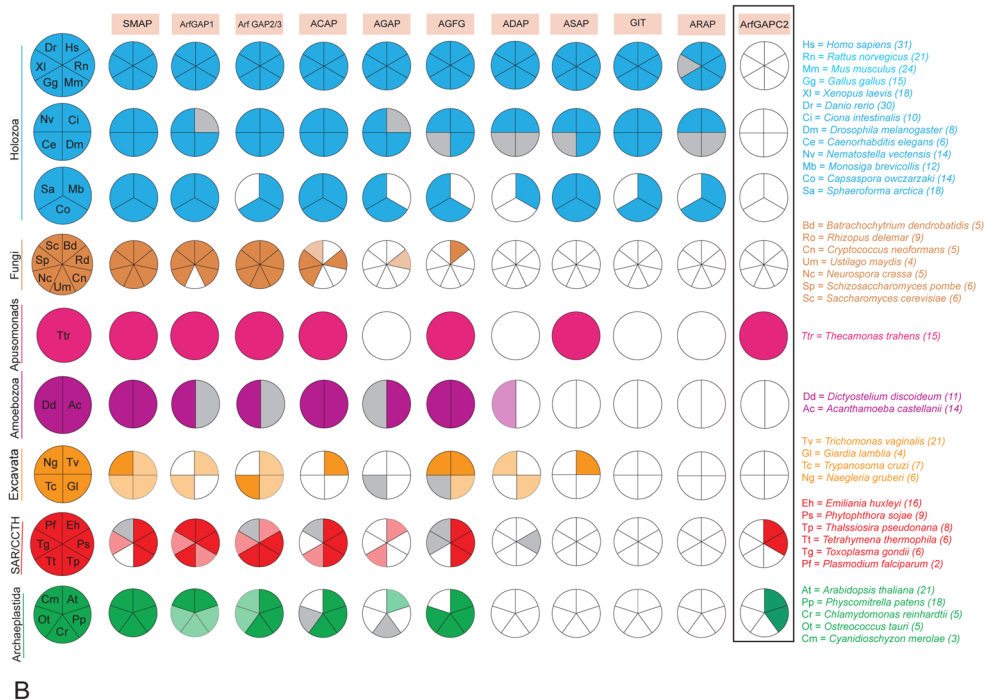 SMAP ArfGAP1 Arf GAP2/3 ACAP AGAP AGFG ADAP ASAP GIT ARAP ArfGAPC2
Holozoa
Dr Hs
Xl Rn
Gg Mm
Nv Ci
Ce Dm
Sa Mb
Co
Fungi
Sc Bd
Sp Rd
Nc Cn
Um
Apusomonads
Ttr
Amoebozoa
Dd Ac
Excavata
Ng Tv
Tc Gl
SAR/CCTH
Pf Eh
Tg Ps
Tt Tp
Archaeplastida
Cm At
Ot Pp
Cr
Hs = Homo sapiens (31)
Rn = Rattus norvegicus (21)
Mm = Mus musculus (24)
Gg = Gallus gallus (15)
Xl = Xenopus laevis (18)
Dr = Danio rerio (30)
Ci = Ciona intestinalis (10)
Dm = Drosophila melanogaster (8)
Ce = Caenorhabditis elegans (6)
Nv = Nematostella vectensis (14)
Mb = Monosiga brevicollis (12)
Co = Capsaspora owczarzaki (14)
Sa = Sphaeroforma arctica (18)
Bd = Batrachochytrium dendrobatidis (5)
Ro = Rhizopus delemar (9)
Cn = Cryptococcus neoformans (5)
Um = Ustilago maydis (4)
Nc = Neurospora crassa (5)
Sp = Schizosaccharomyces pombe (6)
Sc = Saccharomyces cerevisiae (6)
Ttr = Thecamonas trahens (15)
Dd = Dictyostelium discoideum (11)
Ac = Acanthamoeba castellanii (14)
Tv = Trichomonas vaginalis (21)
Gl = Giardia lamblia (4)
Tc = Trypanosoma cruzi (7)
Ng = Naegleria gruberi (6)
Eh = Emiliania huxleyi (16)
Ps = Phytophthora sojae (9)
Tp = Thalassiosira pseudonana (8)
Tt = Tetrahymena thermophila (6)
Tg = Toxoplasma gondii (6)
Pf = Plasmodium falciparum (2)
At = Arabidopsis thaliana (21)
Pp = Physcomitrella patens (18)
Cr = Chlamydomonas reinhardtii (5)
Ot = Ostreococcus tauri (5)
Cm = Cyanidioschyzon merolae (3)
B